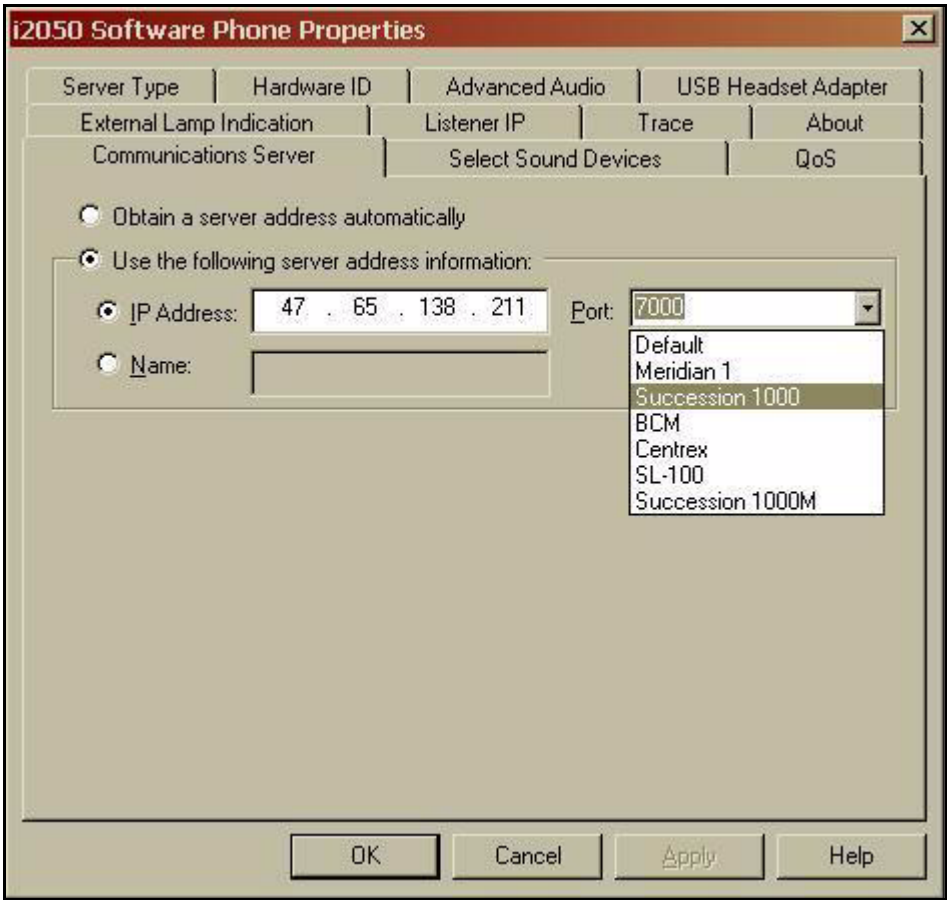 i2050 Software Phone Properties
Server Type Hardware ID Advanced Audio USB Headset Adapter
External Lamp Indication Listener IP Trace About
Communications Server Select Sound Devices QoS
Obtain a server address automatically
Use the following server address information:
IP Address: 47 . 65 . 138 . 211 Port: 7000
Default
Name: Meridian 1
Succession 1000
BCM
Centrex
SL-100
Succession 1000M
OK Cancel Apply Help